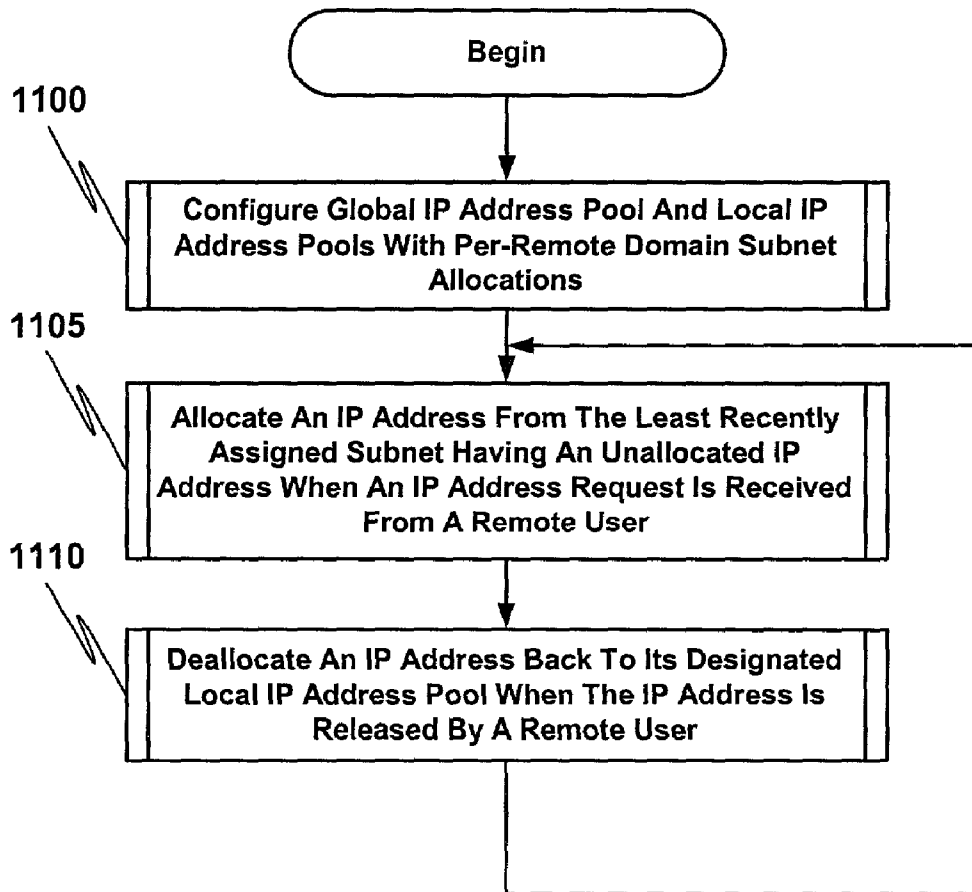 Begin
1100
Configure Global IP Address Pool And Local IP
Address Pools With Per-Remote Domain Subnet
Allocations
1105
Allocate An IP Address From The Least Recently
Assigned Subnet Having An Unallocated IP
Address When An IP Address Request Is Received
From A Remote User
1110
Deallocate An IP Address Back To Its Designated
Local IP Address Pool When The IP Address Is
Released By A Remote User